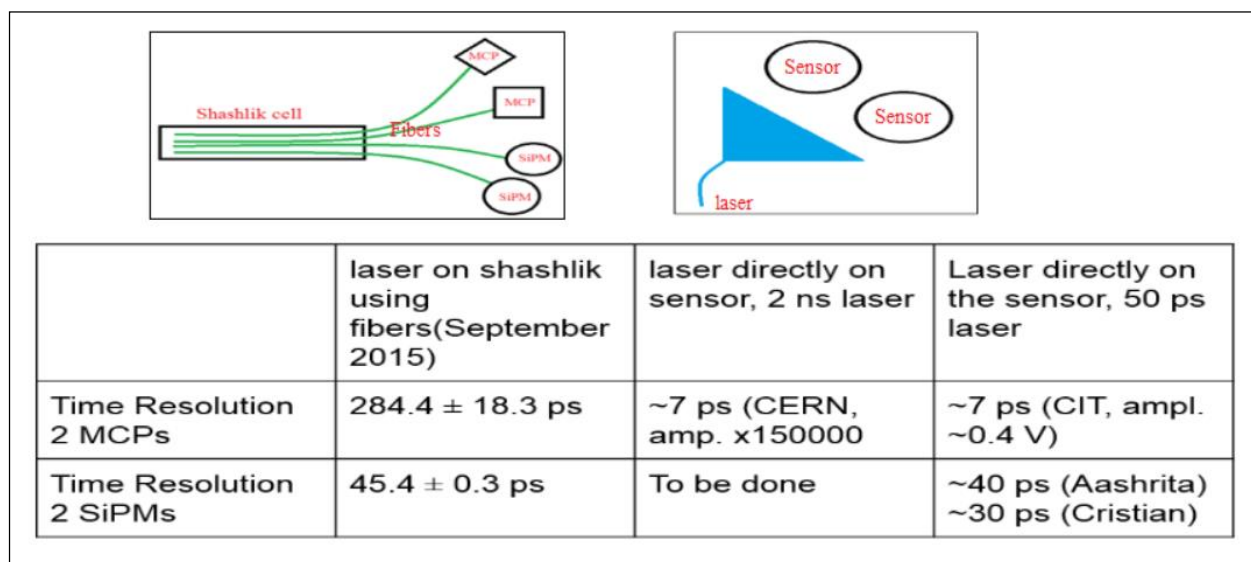 MCP
MCP
Shashlik cell
Fibers
SiPM
SiPM
Sensor
Sensor
laser
laser on shashlik
using
fibers(September
2015)
laser directly on
sensor, 2 ns laser
Laser directly on
the sensor, 50 ps
laser
Time Resolution
2 MCPs
284.4 ± 18.3 ps
~7 ps (CERN,
amp. x150000
~7 ps (CIT, ampl.
~0.4 V)
Time Resolution
2 SiPMs
45.4 ± 0.3 ps
To be done
~40 ps (Aashrita)
~30 ps (Cristian)